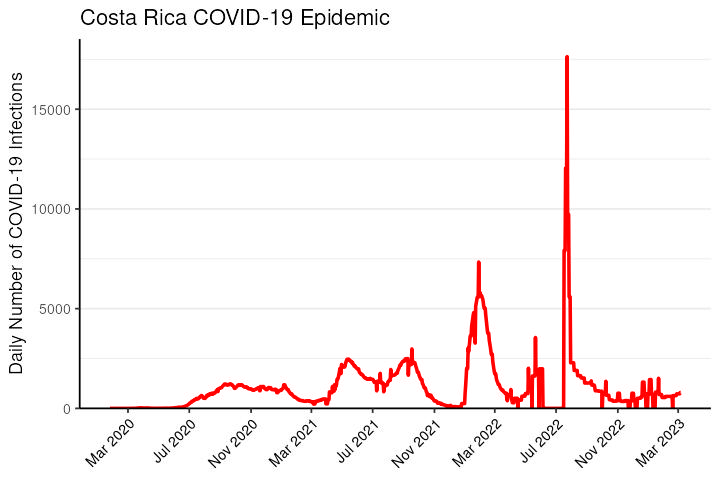 Costa Rica COVID-19 Epidemic
Daily Number of COVID-19 Infections
15000
10000
5000
0
Mar 2020
Jul 2020
Nov 2020
Mar 2021
Jul 2021
Nov 2021
Mar 2022
Jul 2022
Nov 2022
Mar 2023